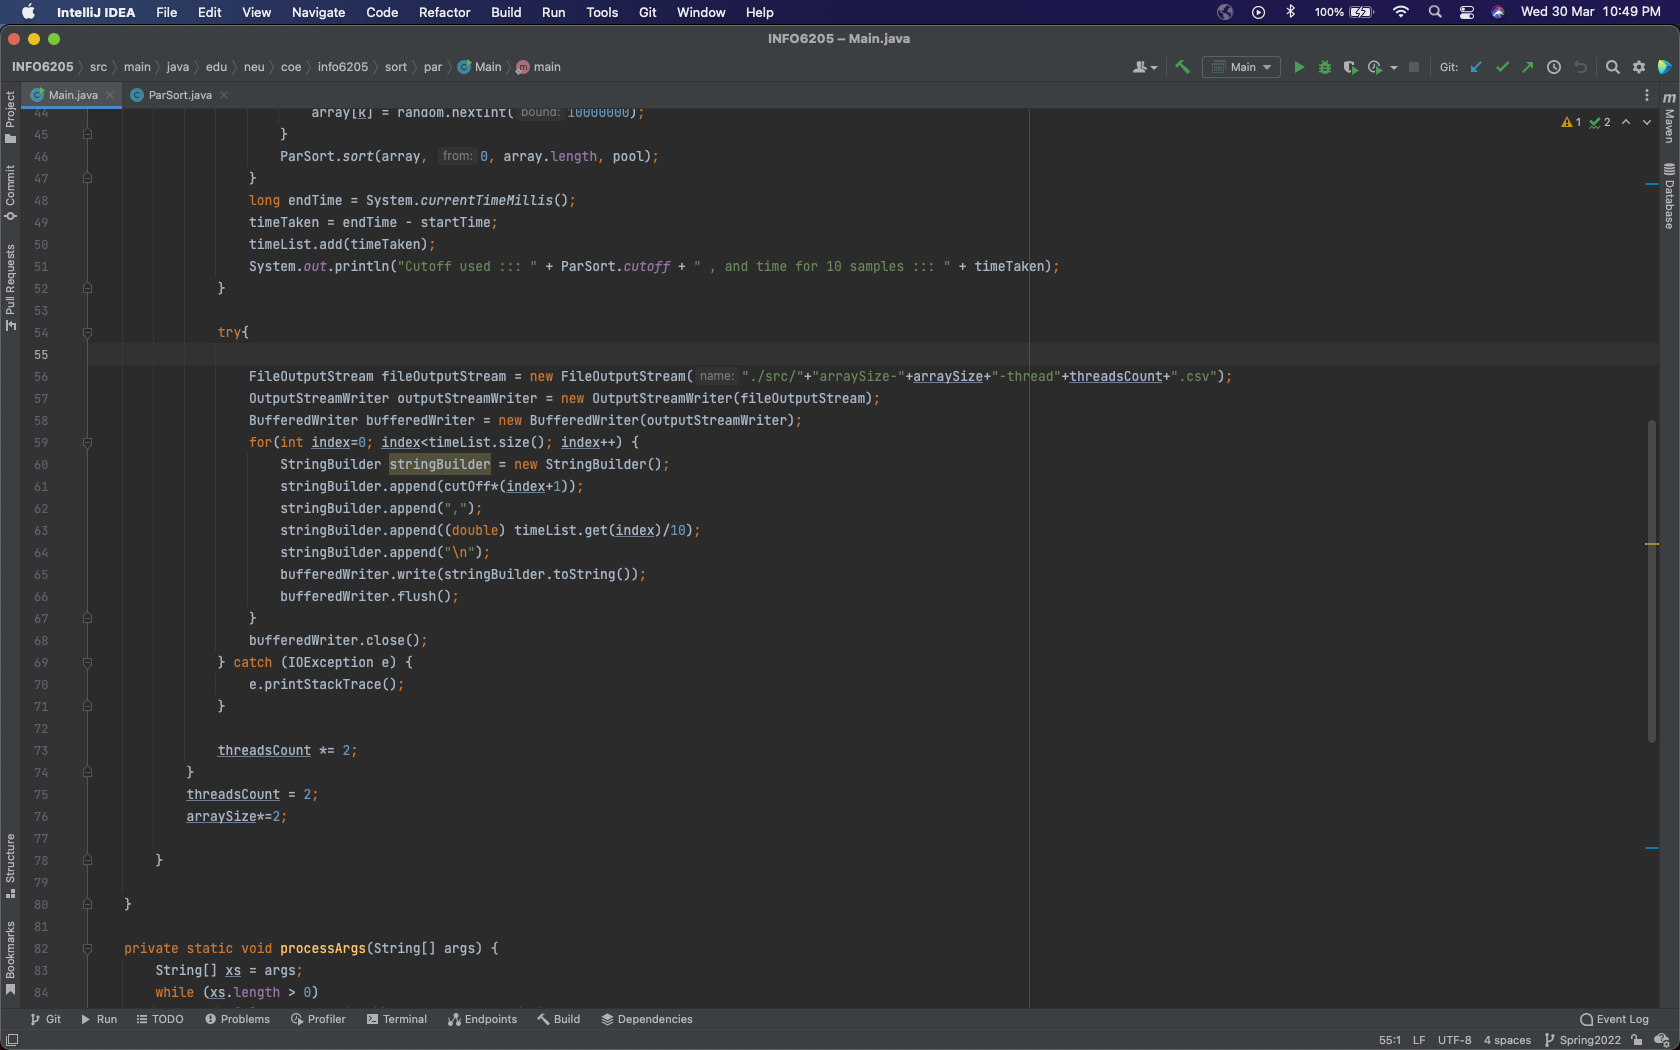 IntelliJ IDEA File Edit View Navigate Code Refactor Build Run Tools Git Window Help 100% Wed 30 Mar 10:49 PM
INFO6205 – Main.java
INFO6205 src main java edu neu coe info6205 sort par Main main Main Git:
Main.java ParSort.java
44 array[k] = random.nextInt( bound: 10000000);
45 }
46 ParSort.sort(array, from: 0, array.length, pool);
47 }
48 long endTime = System.currentTimeMillis();
49 timeTaken = endTime - startTime;
50 timeList.add(timeTaken);
51 System.out.println("Cutoff used ::: " + ParSort.cutoff + " , and time for 10 samples ::: " + timeTaken);
52 }
53
54 try{
55
56 FileOutputStream fileOutputStream = new FileOutputStream( name: "./src/"+"arraySize-"+arraySize+"-thread"+threadsCount+".csv");
57 OutputStreamWriter outputStreamWriter = new OutputStreamWriter(fileOutputStream);
58 BufferedWriter bufferedWriter = new BufferedWriter(outputStreamWriter);
59 for(int index=0; index<timeList.size(); index++) {
60 StringBuilder stringBuilder = new StringBuilder();
61 stringBuilder.append(cutOff*(index+1));
62 stringBuilder.append(",");
63 stringBuilder.append((double) timeList.get(index)/10);
64 stringBuilder.append("\n");
65 bufferedWriter.write(stringBuilder.toString());
66 bufferedWriter.flush();
67 }
68 bufferedWriter.close();
69 } catch (IOException e) {
70 e.printStackTrace();
71 }
72
73 threadsCount *= 2;
74 }
75 threadsCount = 2;
76 arraySize*=2;
77
78 }
79
80 }
81
82 private static void processArgs(String[] args) {
83 String[] xs = args;
84 while (xs.length > 0)
1 2
Project
Commit
Pull Requests
Structure
Bookmarks
m Maven
Database
Git Run TODO Problems Profiler Terminal Endpoints Build Dependencies Event Log
55:1 LF UTF-8 4 spaces Spring2022